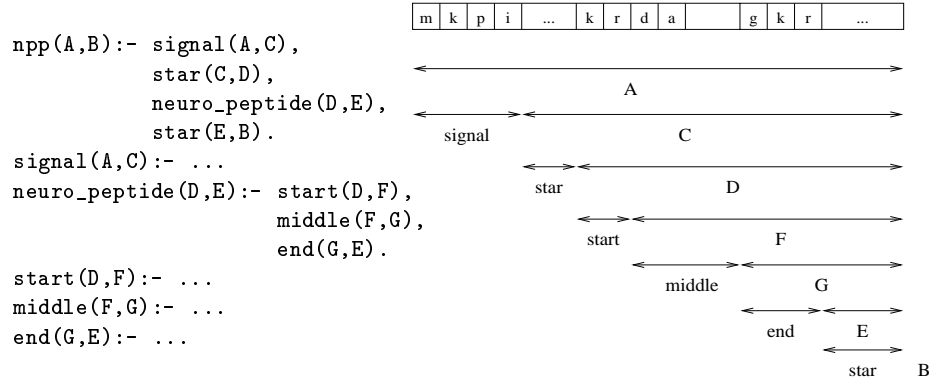 m k p i ... k r d a g k r ...
npp(A,B):- signal(A,C),
star(C,D),
neuro_peptide(D,E),
star(E,B).
signal(A,C):- ...
neuro_peptide(D,E):- start(D,F),
middle(F,G),
end(G,E).
start(D,F):- ...
middle(F,G):- ...
end(G,E):- ...
A
signal C
star D
start F
middle G
end E
star B